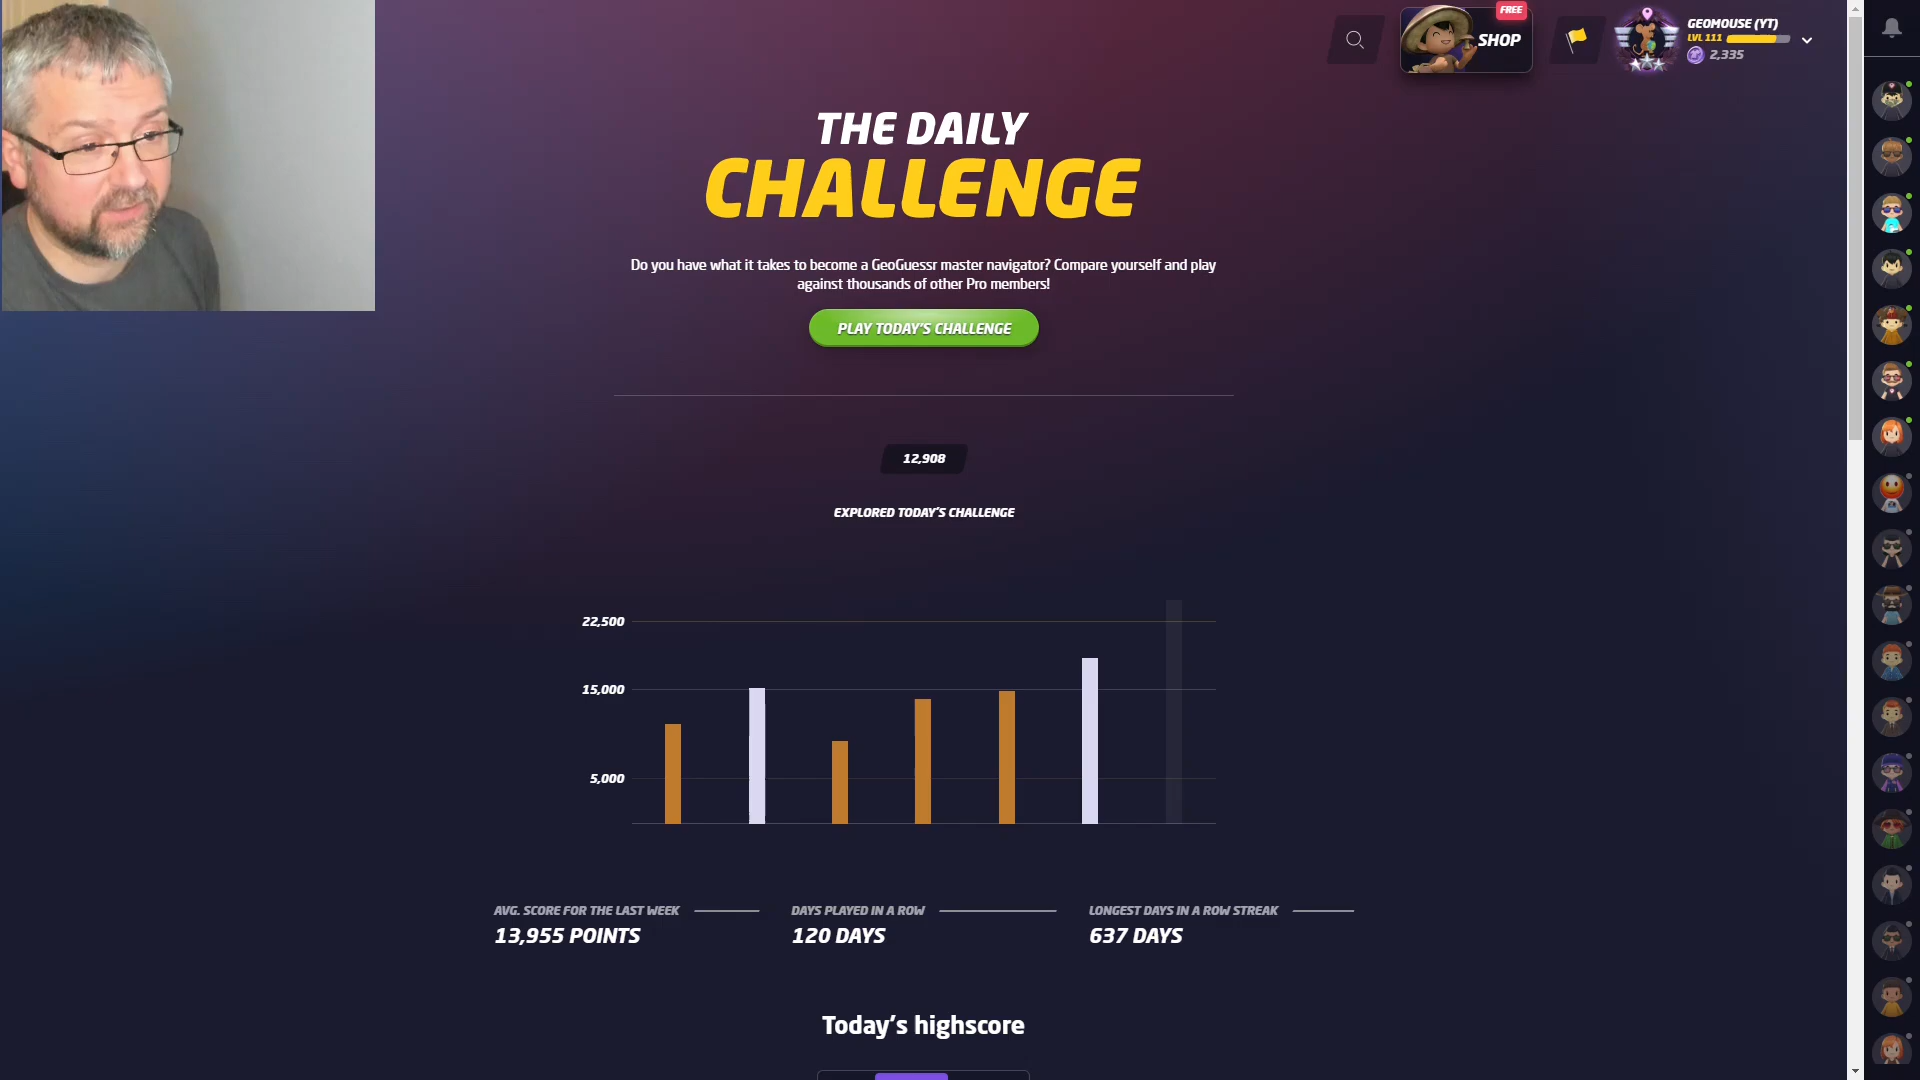 FREE
SHOP
GEOMOUSE (YT)
LVL 111
2,335
THE DAILY
CHALLENGE
Do you have what it takes to become a GeoGuessr master navigator? Compare yourself and play
against thousands of other Pro members!
PLAY TODAY'S CHALLENGE
12,908
EXPLORED TODAY'S CHALLENGE
22,500
15,000
5,000
AVG. SCORE FOR THE LAST WEEK
13,955 POINTS
DAYS PLAYED IN A ROW
120 DAYS
LONGEST DAYS IN A ROW STREAK
637 DAYS
Today's highscore